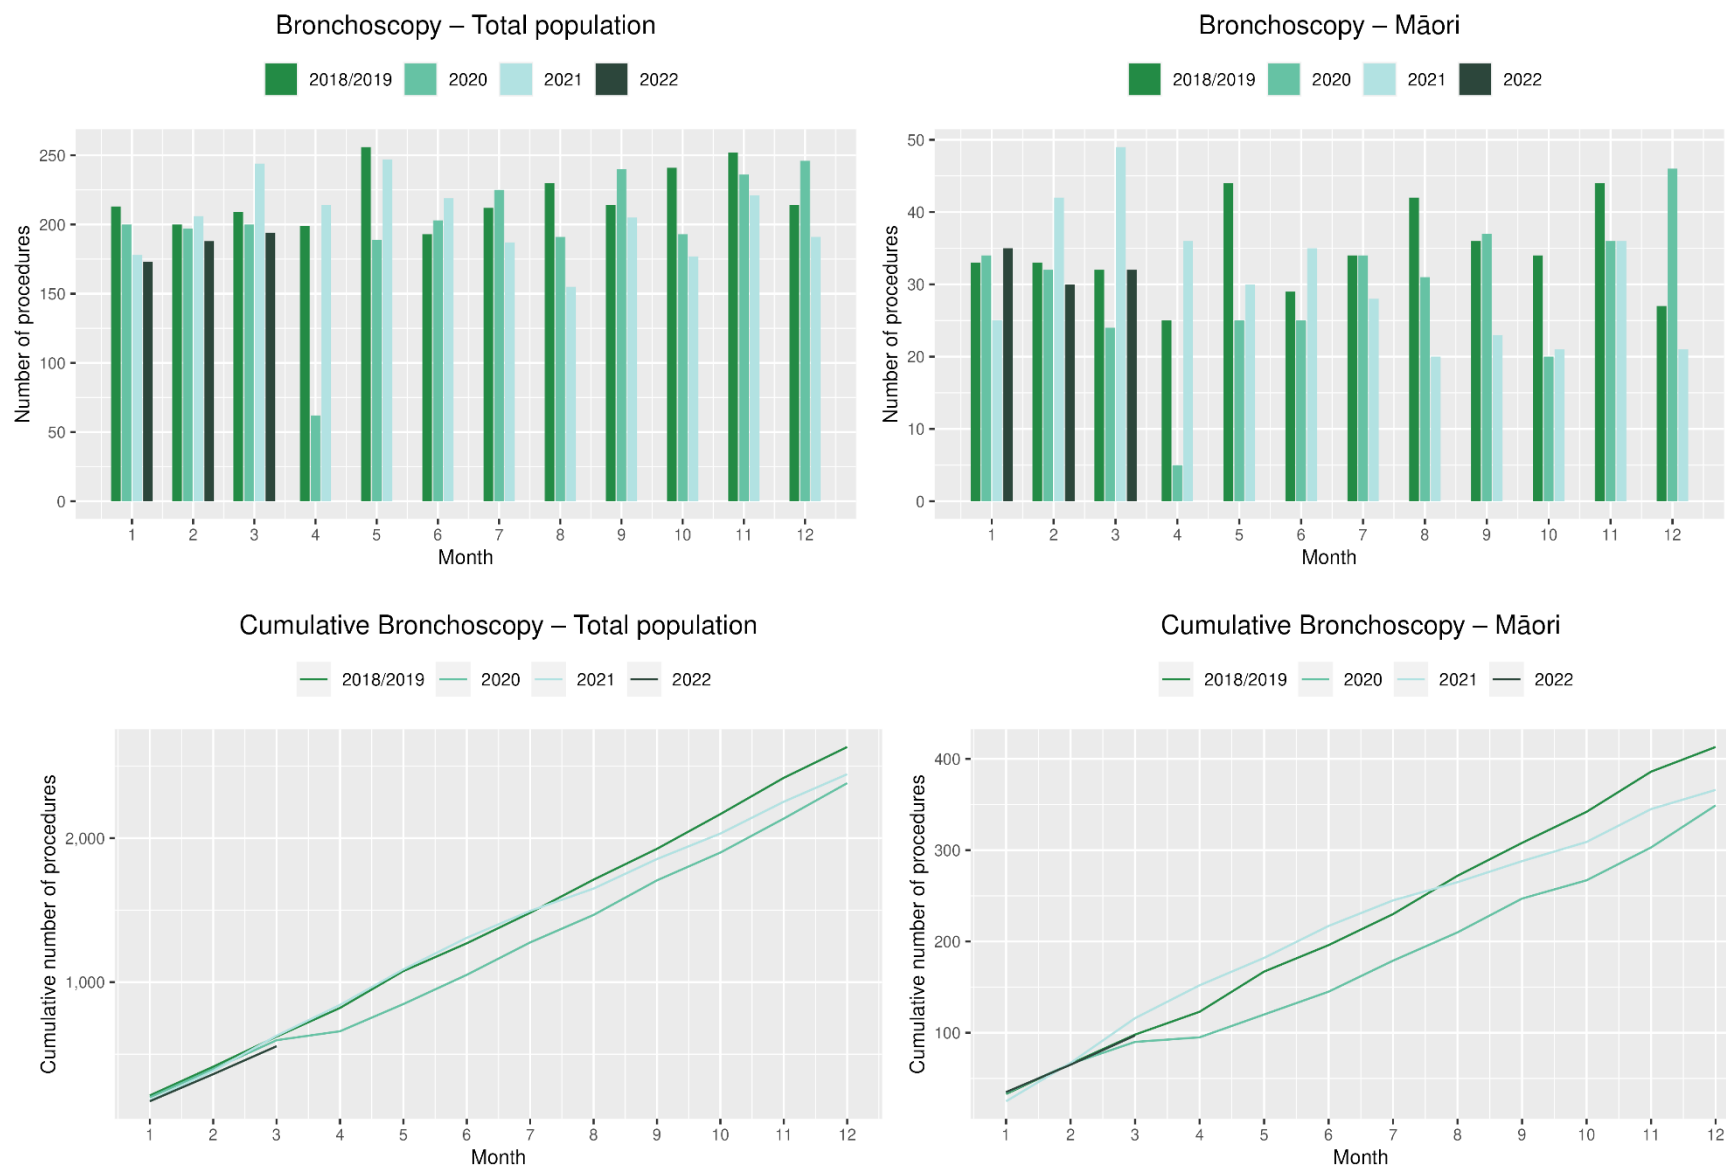 Bronchoscopy – Total population
2018/2019 2020 2021 2022
Number of procedures
250
200
150
100
50
0
1 2 3 4 5 6 7 8 9 10 11 12
Month
Bronchoscopy – Māori
2018/2019 2020 2021 2022
Number of procedures
50
40
30
20
10
0
1 2 3 4 5 6 7 8 9 10 11 12
Month
Cumulative Bronchoscopy – Total population
2018/2019 2020 2021 2022
Cumulative number of procedures
2,000
1,000
1 2 3 4 5 6 7 8 9 10 11 12
Month
Cumulative Bronchoscopy – Māori
2018/2019 2020 2021 2022
Cumulative number of procedures
400
300
200
100
1 2 3 4 5 6 7 8 9 10 11 12
Month